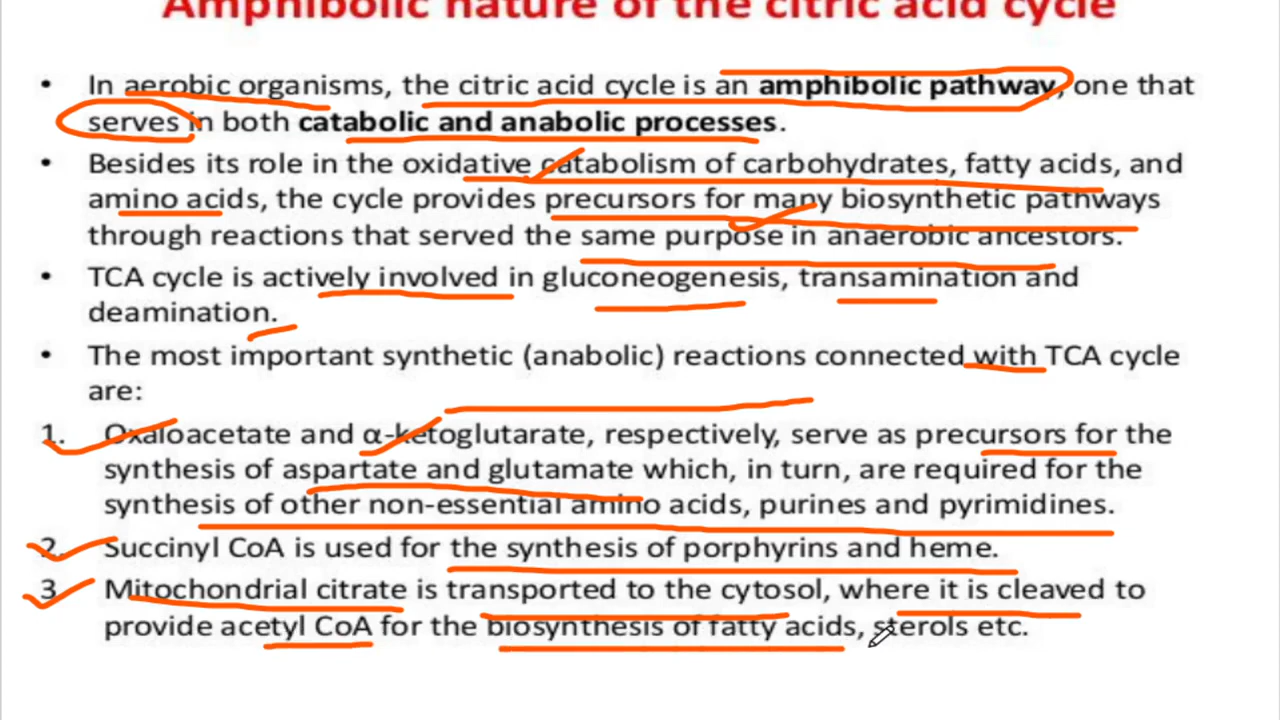 Amphibolic nature of the citric acid cycle
• In aerobic organisms, the citric acid cycle is an amphibolic pathway, one that
serves in both catabolic and anabolic processes.
• Besides its role in the oxidative catabolism of carbohydrates, fatty acids, and
amino acids, the cycle provides precursors for many biosynthetic pathways
through reactions that served the same purpose in anaerobic ancestors.
• TCA cycle is actively involved in gluconeogenesis, transamination and
deamination.
• The most important synthetic (anabolic) reactions connected with TCA cycle
are:
1. Oxaloacetate and α-ketoglutarate, respectively, serve as precursors for the
synthesis of aspartate and glutamate which, in turn, are required for the
synthesis of other non-essential amino acids, purines and pyrimidines.
2. Succinyl CoA is used for the synthesis of porphyrins and heme.
3. Mitochondrial citrate is transported to the cytosol, where it is cleaved to
provide acetyl CoA for the biosynthesis of fatty acids, sterols etc.